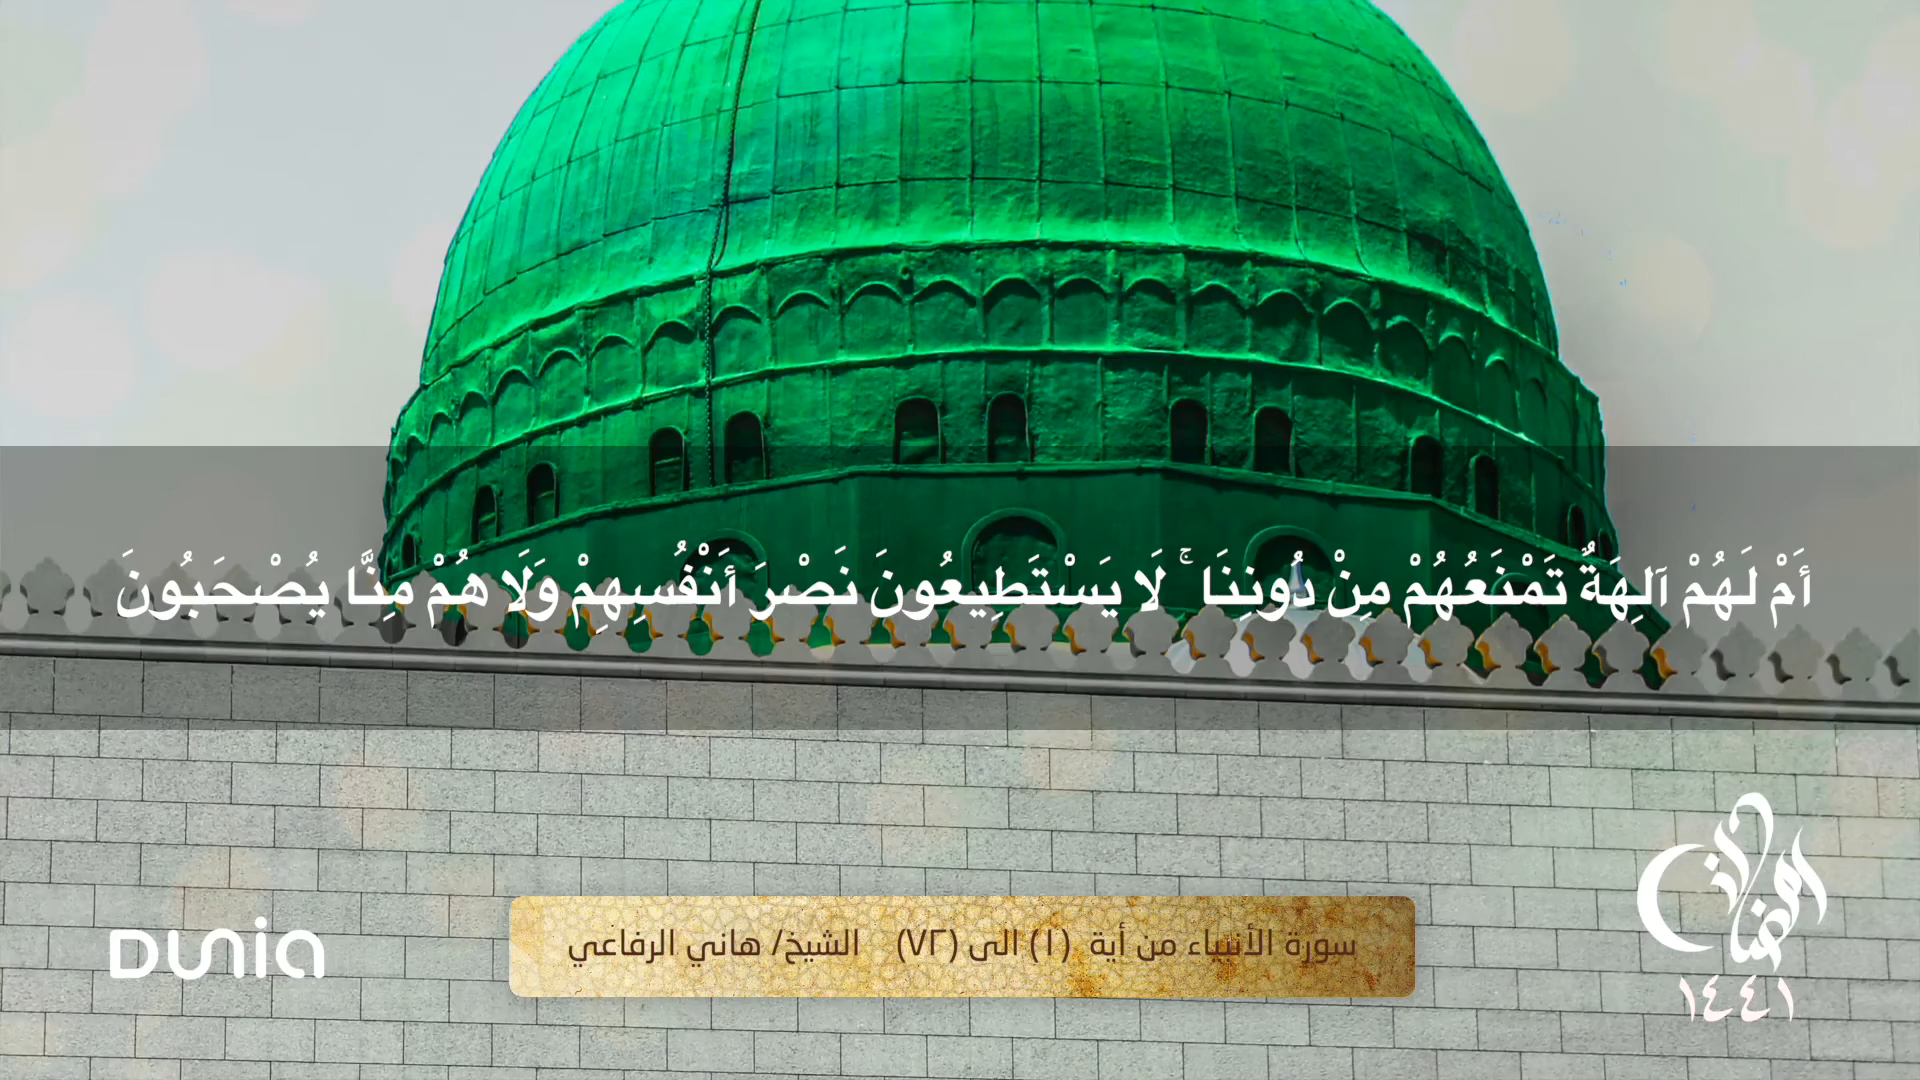 أَمْ لَهُمْ آلِهَةٌ تَمْنَعُهُمْ مِنْ دُونِنَا ۚ لَا يَسْتَطِيعُونَ نَصْرَ أَنْفُسِهِمْ وَلَا هُمْ مِنَّا يُصْحَبُونَ
رمضان
١٤٤١
سورة الأنبياء من أية (١) الى (٧٢) الشيخ/ هاني الرفاعي
DUNIA